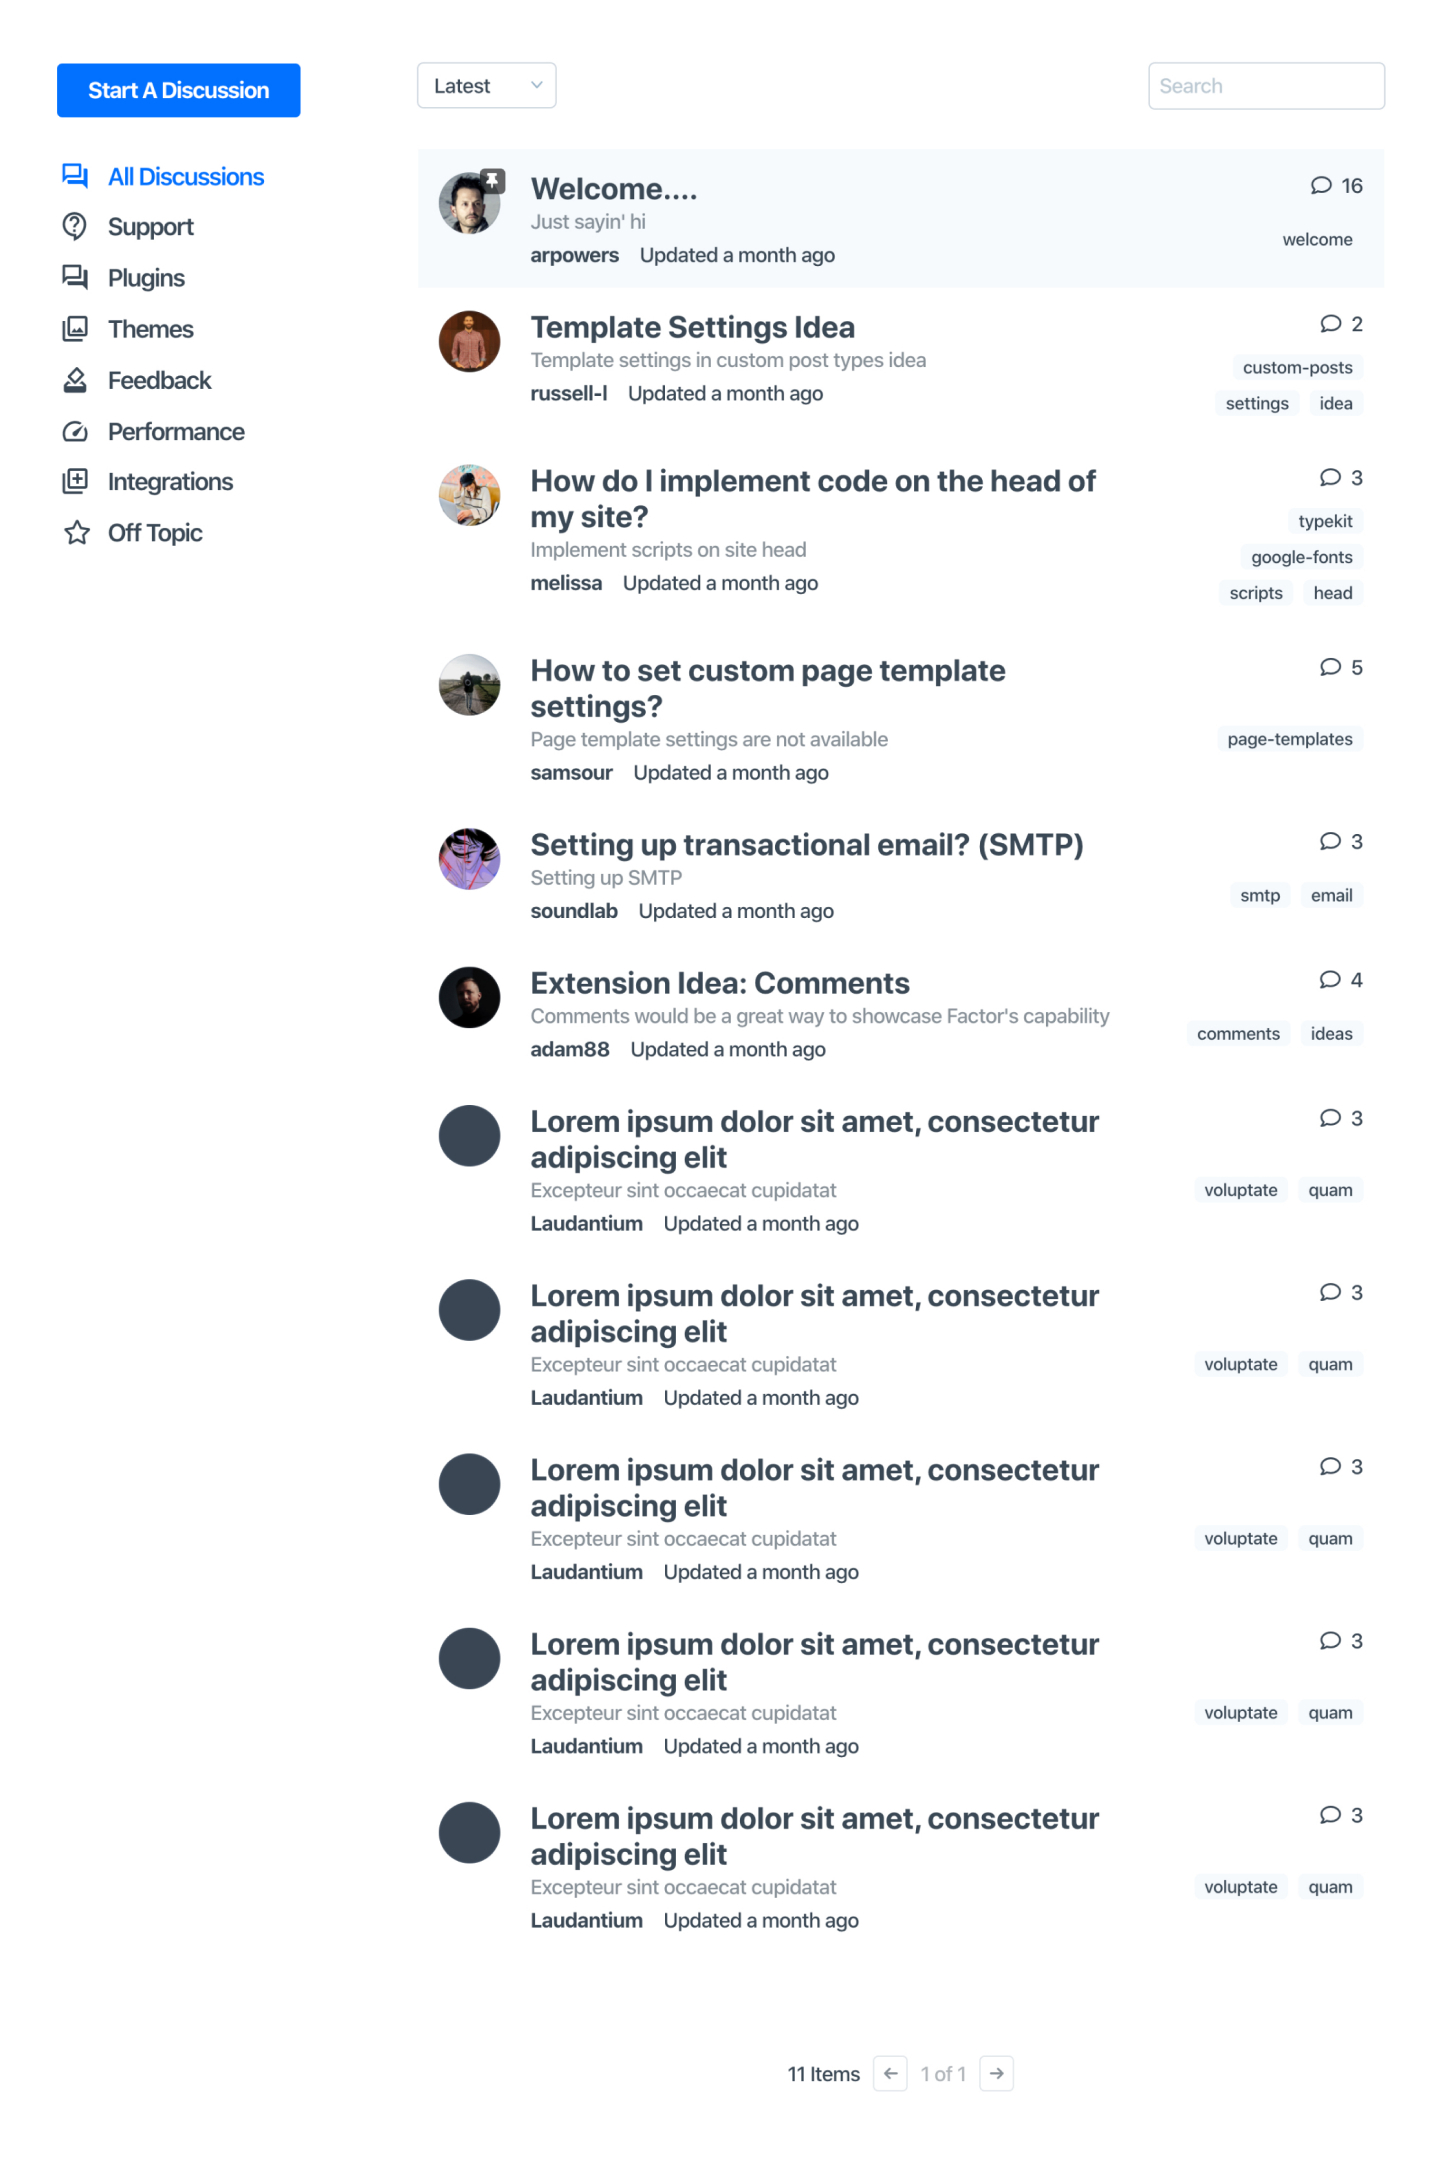 Start A Discussion
All Discussions
Support
Plugins
Themes
Feedback
Performance
Integrations
Off Topic
Latest
Search
Welcome....
16
Just sayin' hi
welcome
arpowers Updated a month ago
Template Settings Idea
2
Template settings in custom post types idea
custom-posts
russell-l Updated a month ago
settings idea
How do I implement code on the head of
my site?
3
typekit
Implement scripts on site head
google-fonts
melissa Updated a month ago
scripts head
How to set custom page template
settings?
5
Page template settings are not available
page-templates
samsour Updated a month ago
Setting up transactional email? (SMTP)
3
Setting up SMTP
smtp email
soundlab Updated a month ago
Extension Idea: Comments
4
Comments would be a great way to showcase Factor's capability
comments ideas
adam88 Updated a month ago
Lorem ipsum dolor sit amet, consectetur
adipiscing elit
3
Excepteur sint occaecat cupidatat
voluptate quam
Laudantium Updated a month ago
Lorem ipsum dolor sit amet, consectetur
adipiscing elit
3
Excepteur sint occaecat cupidatat
voluptate quam
Laudantium Updated a month ago
Lorem ipsum dolor sit amet, consectetur
adipiscing elit
3
Excepteur sint occaecat cupidatat
voluptate quam
Laudantium Updated a month ago
Lorem ipsum dolor sit amet, consectetur
adipiscing elit
3
Excepteur sint occaecat cupidatat
voluptate quam
Laudantium Updated a month ago
Lorem ipsum dolor sit amet, consectetur
adipiscing elit
3
Excepteur sint occaecat cupidatat
voluptate quam
Laudantium Updated a month ago
11 Items 1 of 1